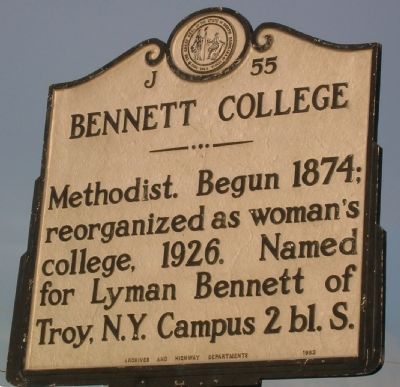 J 55
BENNETT COLLEGE
Methodist. Begun 1874;
reorganized as woman's
college, 1926. Named
for Lyman Bennett of
Troy, N.Y. Campus 2 bl. S.
ARCHIVES AND HIGHWAY DEPARTMENTS